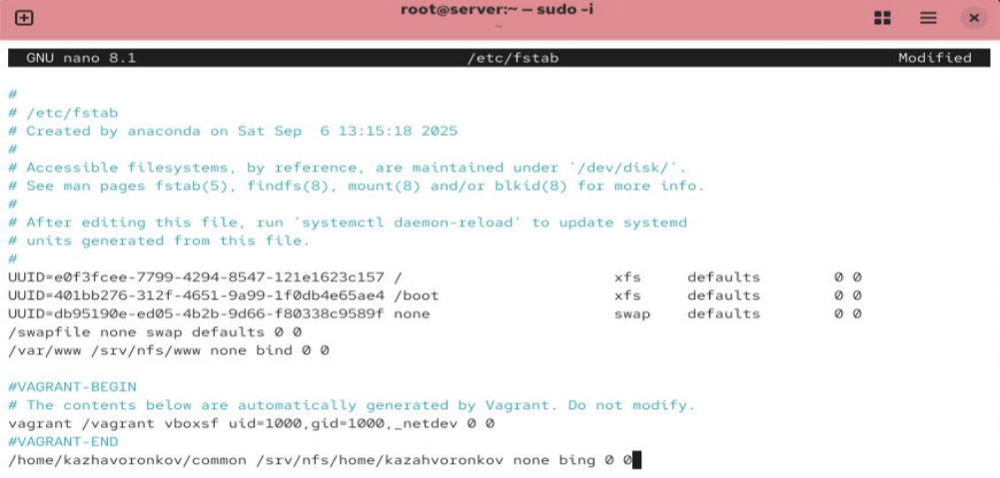 root@server:~ — sudo -i
~
GNU nano 8.1 /etc/fstab Modified
#
# /etc/fstab
# Created by anaconda on Sat Sep  6 13:15:18 2025
#
# Accessible filesystems, by reference, are maintained under '/dev/disk/'.
# See man pages fstab(5), findfs(8), mount(8) and/or blkid(8) for more info.
#
# After editing this file, run 'systemctl daemon-reload' to update systemd
# units generated from this file.
#
UUID=e0f3fcee-7799-4294-8547-121e1623c157 / xfs defaults 0 0
UUID=401bb276-312f-4651-9a99-1f0db4e65ae4 /boot xfs defaults 0 0
UUID=db95190e-ed05-4b2b-9d66-f80338c9589f none swap defaults 0 0
/swapfile none swap defaults 0 0
/var/www /srv/nfs/www none bind 0 0
#VAGRANT-BEGIN
# The contents below are automatically generated by Vagrant. Do not modify.
vagrant /vagrant vboxsf uid=1000,gid=1000,_netdev 0 0
#VAGRANT-END
/home/kazhavoronkov/common /srv/nfs/home/kazahvoronkov none bing 0 0